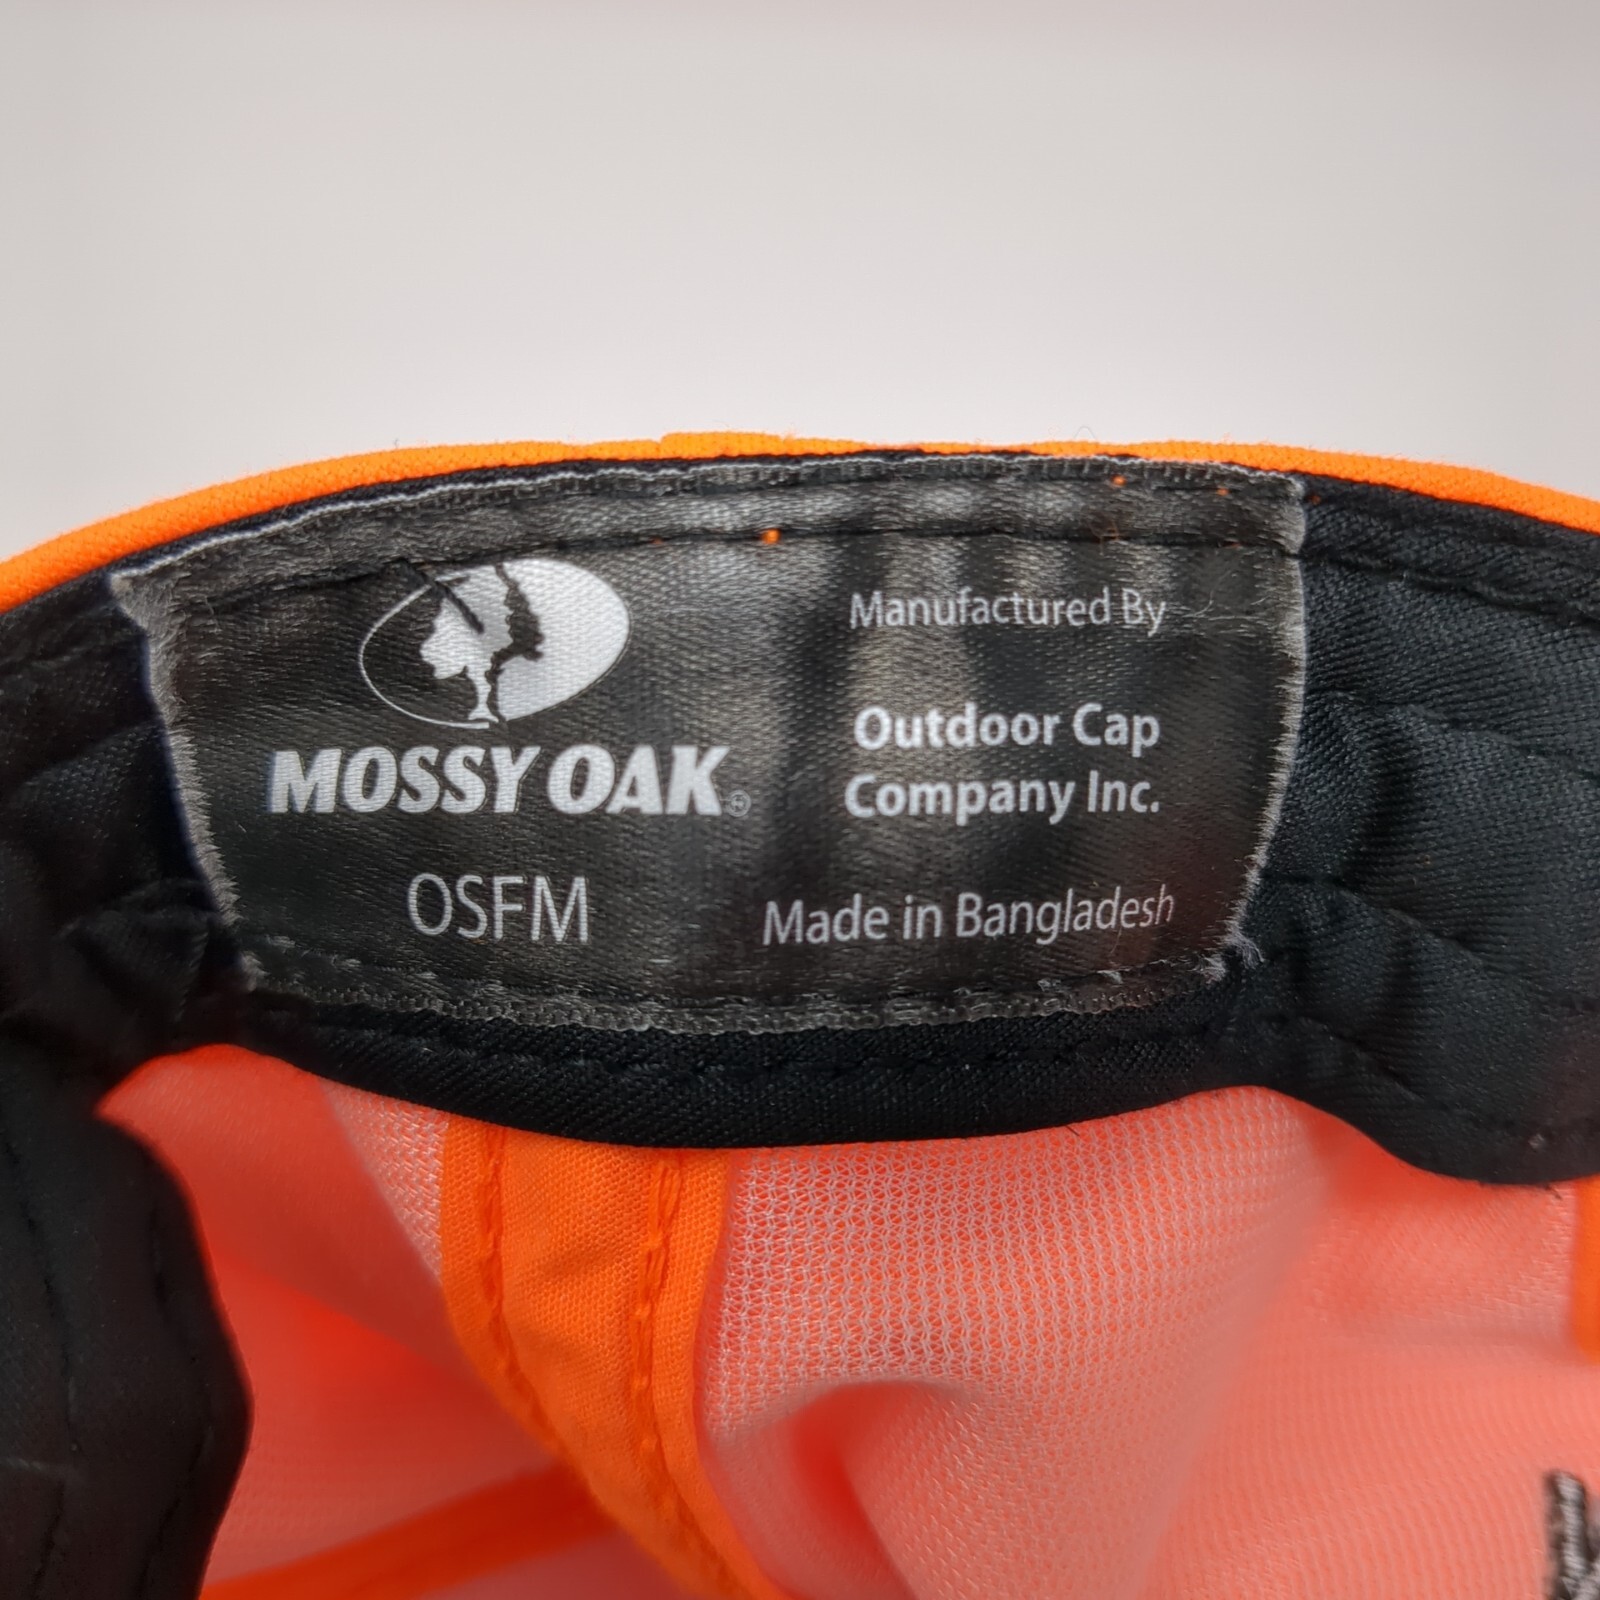 MOSSY OAK®
OSFM
Manufactured By
Outdoor Cap
Company Inc.
Made in Bangladesh